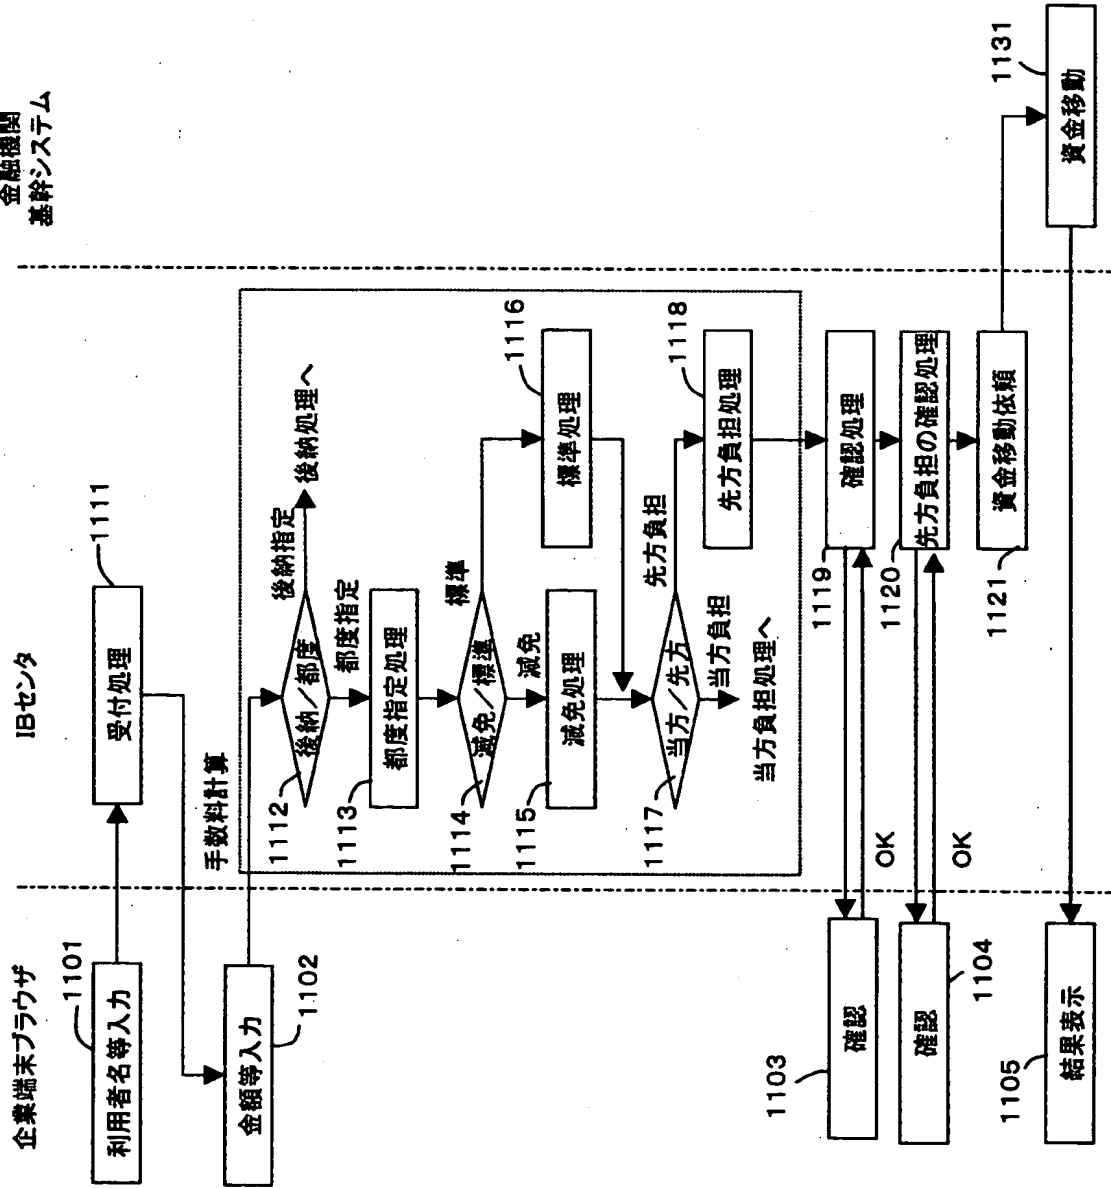 企業端末ブラウザ
IBセンタ
金融機関
基幹システム
1101
利用者名等入力
1111
受付処理
1102
金額等入力
手数料計算
1112
後納/都度
後納指定
後納処理へ
都度指定
1113
都度指定処理
1114
減免/標準
標準
1116
標準処理
減免
1115
減免処理
1117
当方/先方
先方負担
1118
先方負担処理
当方負担
当方負担処理へ
1103
確認
OK
1119
確認処理
1104
確認
OK
1120
先方負担の確認処理
1121
資金移動依頼
1131
資金移動
1105
結果表示